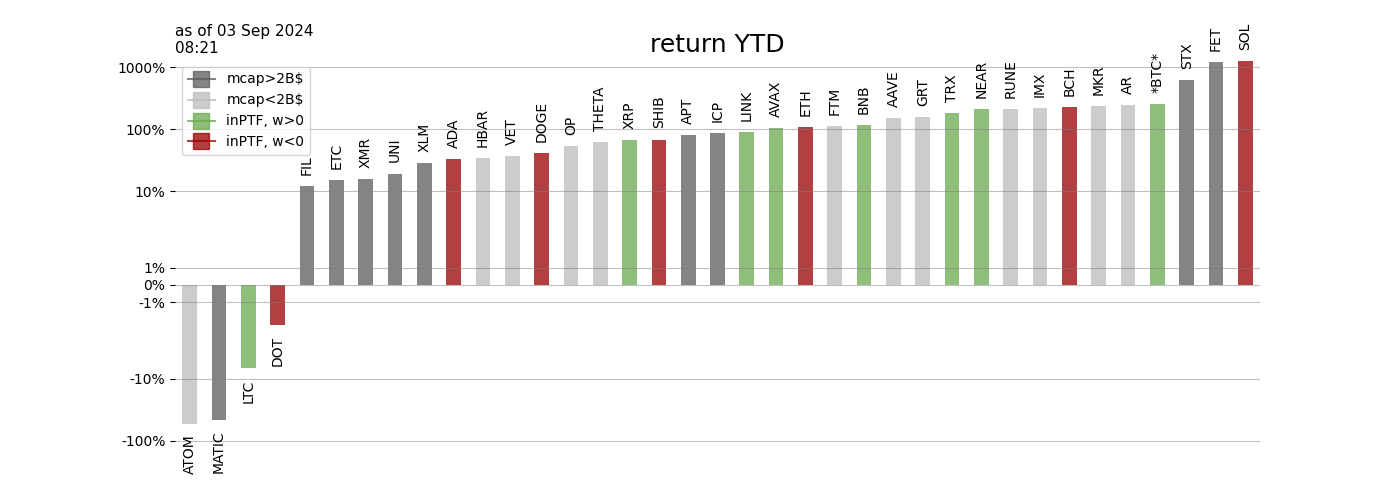 as of 03 Sep 2024
08:21
return YTD
mcap>2B$
mcap<2B$
inPTF, w>0
inPTF, w<0
1000%
100%
10%
1%
0%
-1%
-10%
-100%
ATOM
MATIC
LTC
DOT
FIL
ETC
XMR
UNI
XLM
ADA
HBAR
VET
DOGE
OP
THETA
XRP
SHIB
APT
ICP
LINK
AVAX
ETH
FTM
BNB
AAVE
GRT
TRX
NEAR
RUNE
IMX
BCH
MKR
AR
*BTC*
STX
FET
SOL